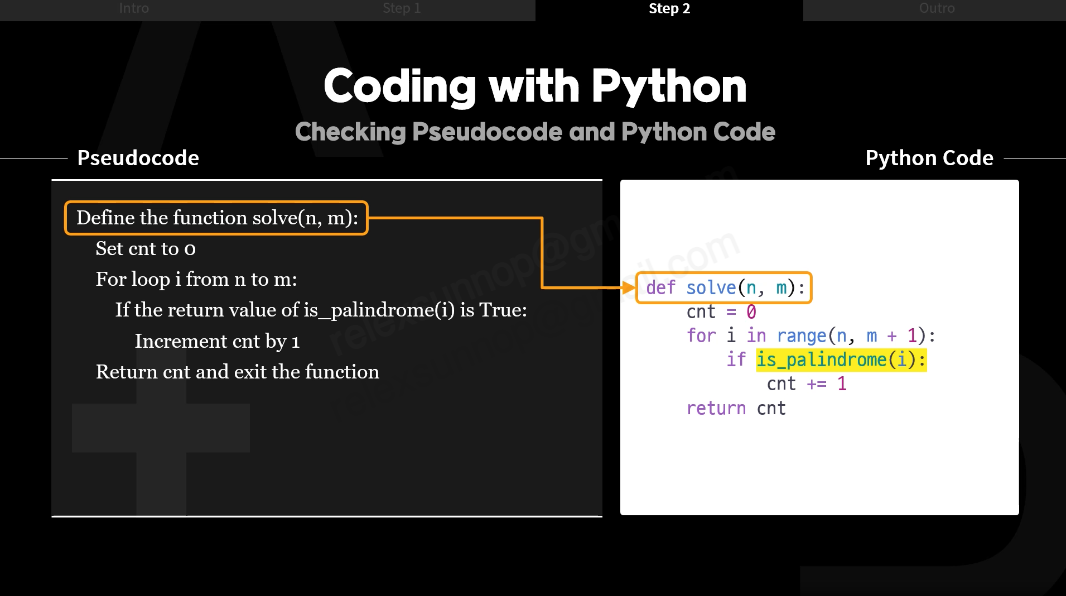 Intro
Step 1
Step 2
Outro
Coding with Python
Checking Pseudocode and Python Code
Pseudocode
Define the function solve(n, m):
Set cnt to 0
For loop i from n to m:
If the return value of is_palindrome(i) is True:
Increment cnt by 1
Return cnt and exit the function
Python Code
def solve(n, m):
cnt = 0
for i in range(n, m + 1):
if is_palindrome(i):
cnt += 1
return cnt